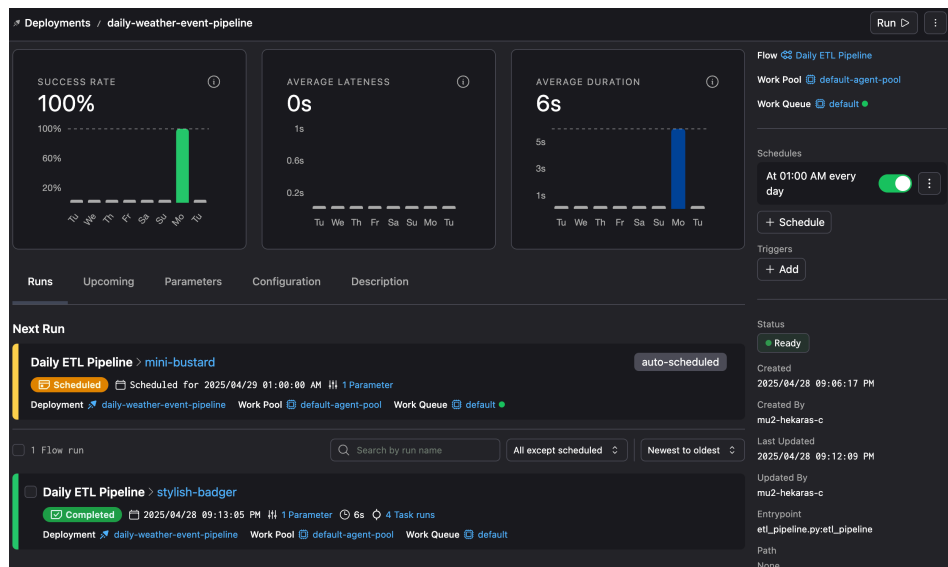 Deployments / daily-weather-event-pipeline
Run
SUCCESS RATE
100%
100%
60%
20%
Tu We Th Fr Sa Su Mo Tu
AVERAGE LATENESS
0s
1s
0.6s
0.2s
Tu We Th Fr Sa Su Mo Tu
AVERAGE DURATION
6s
5s
3s
1s
Tu We Th Fr Sa Su Mo Tu
Runs Upcoming Parameters Configuration Description
Next Run
Daily ETL Pipeline > mini-bustard
auto-scheduled
Scheduled Scheduled for 2025/04/29 01:00:00 AM 1 Parameter
Deployment daily-weather-event-pipeline Work Pool default-agent-pool Work Queue default
1 Flow run
Search by run name
All except scheduled
Newest to oldest
Daily ETL Pipeline > stylish-badger
Completed 2025/04/28 09:13:05 PM 1 Parameter 6s 4 Task runs
Deployment daily-weather-event-pipeline Work Pool default-agent-pool Work Queue default
Flow Daily ETL Pipeline
Work Pool default-agent-pool
Work Queue default
Schedules
At 01:00 AM every
day
+ Schedule
Triggers
+ Add
Status
Ready
Created
2025/04/28 09:06:17 PM
Created By
mu2-hekaras-c
Last Updated
2025/04/28 09:12:09 PM
Updated By
mu2-hekaras-c
Entrypoint
etl_pipeline.py:etl_pipeline
Path
None